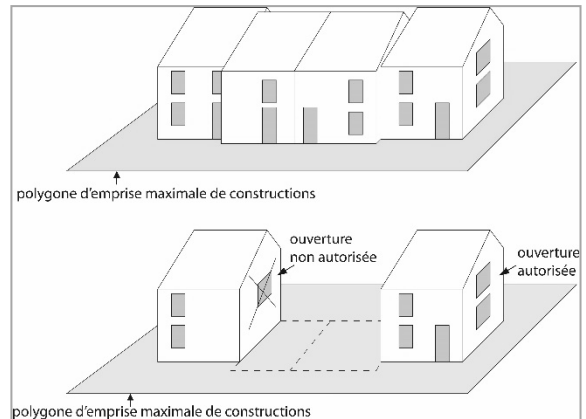 polygone d'emprise maximale de constructions
ouverture
non autorisée
ouverture
autorisée
polygone d'emprise maximale de constructions